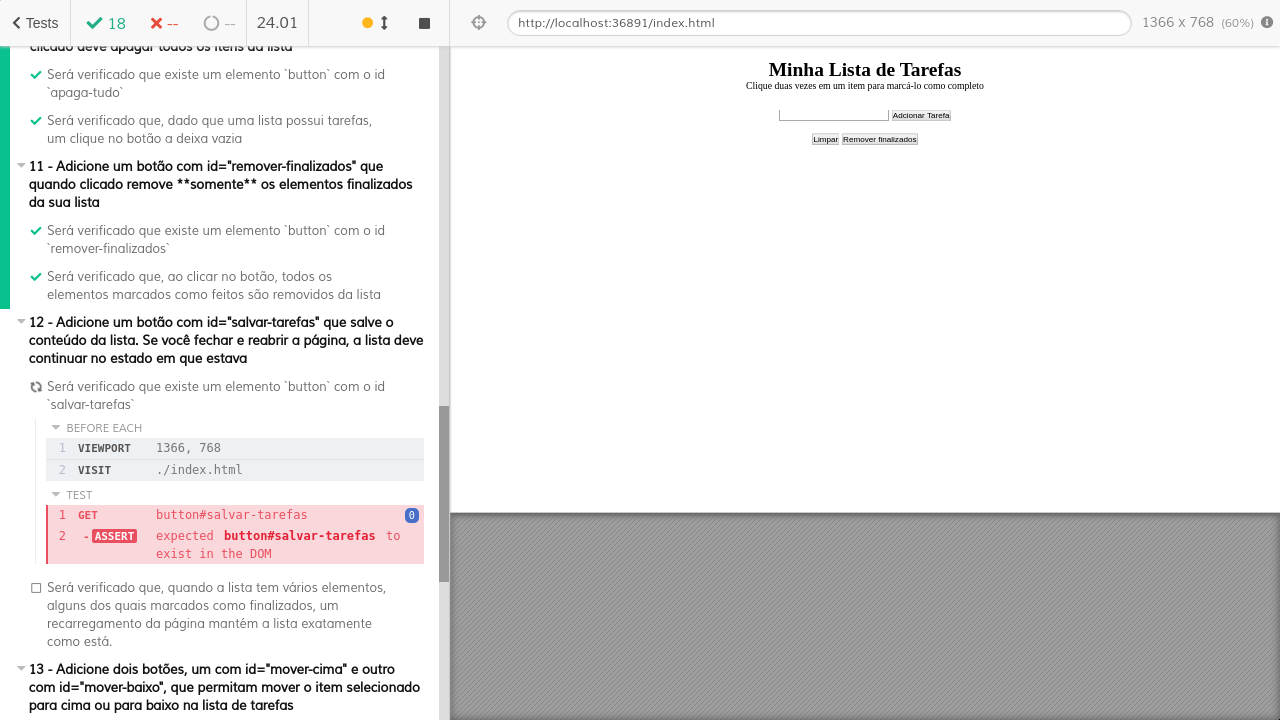 Tests
18
--
--
24.01
http://localhost:36891/index.html
1366 x 768 (60%)
clicado deve apagar todos os itens da lista
Será verificado que existe um elemento `button` com o id
`apaga-tudo`
Será verificado que, dado que uma lista possui tarefas,
um clique no botão a deixa vazia
11 - Adicione um botão com id="remover-finalizados" que
quando clicado remove **somente** os elementos finalizados
da sua lista
Será verificado que existe um elemento `button` com o id
`remover-finalizados`
Será verificado que, ao clicar no botão, todos os
elementos marcados como feitos são removidos da lista
12 - Adicione um botão com id="salvar-tarefas" que salve o
conteúdo da lista. Se você fechar e reabrir a página, a lista deve
continuar no estado em que estava
Será verificado que existe um elemento `button` com o id
`salvar-tarefas`
BEFORE EACH
1 VIEWPORT 1366, 768
2 VISIT ./index.html
TEST
1 GET button#salvar-tarefas 0
2 -ASSERT expected button#salvar-tarefas to
exist in the DOM
Será verificado que, quando a lista tem vários elementos,
alguns dos quais marcados como finalizados, um
recarregamento da página mantém a lista exatamente
como está.
13 - Adicione dois botões, um com id="mover-cima" e outro
com id="mover-baixo", que permitam mover o item selecionado
para cima ou para baixo na lista de tarefas
Minha Lista de Tarefas
Clique duas vezes em um item para marcá-lo como completo
Adcionar Tarefa
Limpar Remover finalizados